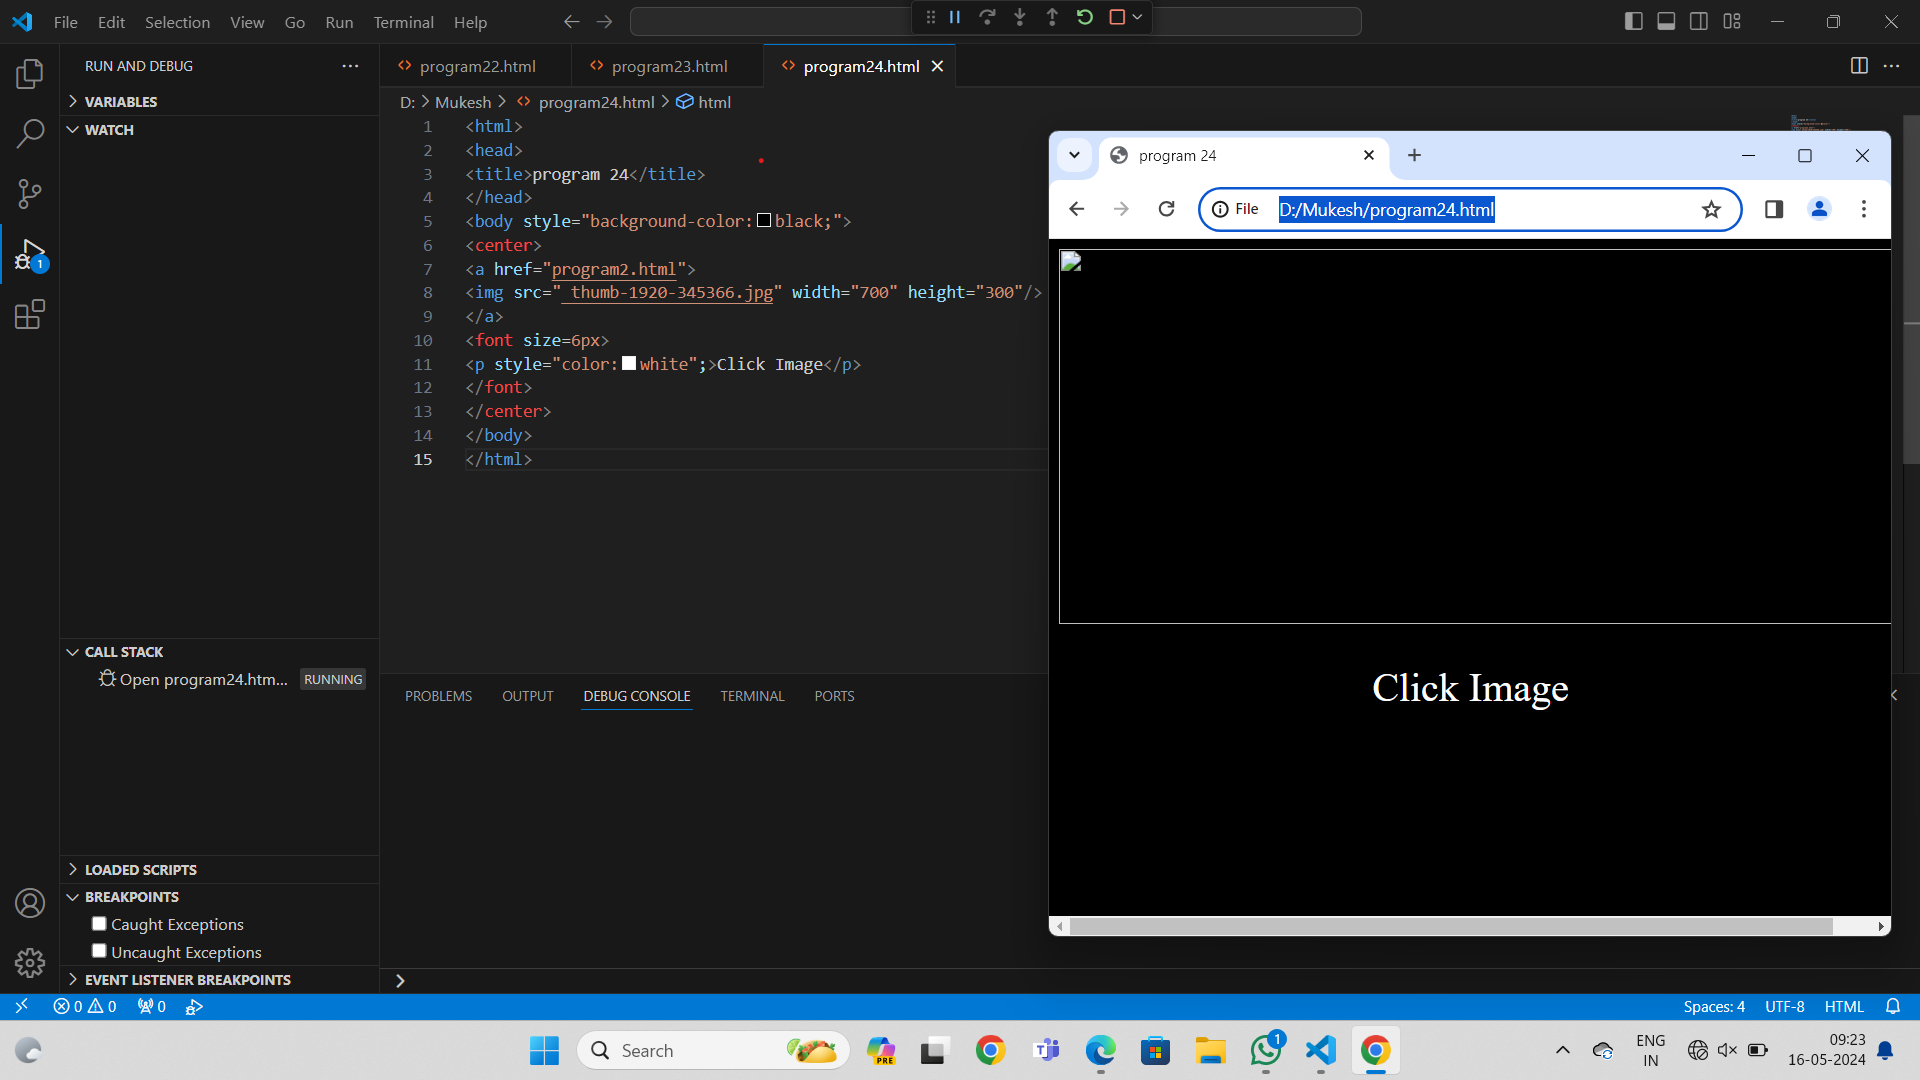 File Edit Selection View Go Run Terminal Help
RUN AND DEBUG
VARIABLES
WATCH
CALL STACK
Open program24.htm... RUNNING
LOADED SCRIPTS
BREAKPOINTS
Caught Exceptions
Uncaught Exceptions
EVENT LISTENER BREAKPOINTS
program22.html program23.html program24.html
D: > Mukesh > program24.html > html
1 <html>
2 <head>
3 <title>program 24</title>
4 </head>
5 <body style="background-color: black;">
6 <center>
7 <a href="program2.html">
8 <img src=" thumb-1920-345366.jpg" width="700" height="300"/>
9 </a>
10 <font size=6px>
11 <p style="color: white";>Click Image</p>
12 </font>
13 </center>
14 </body>
15 </html>
PROBLEMS OUTPUT DEBUG CONSOLE TERMINAL PORTS
program 24
File D:/Mukesh/program24.html
Click Image
1
0 0 0
Spaces: 4 UTF-8 HTML
Search
PRE
1
ENG
IN
09:23
16-05-2024